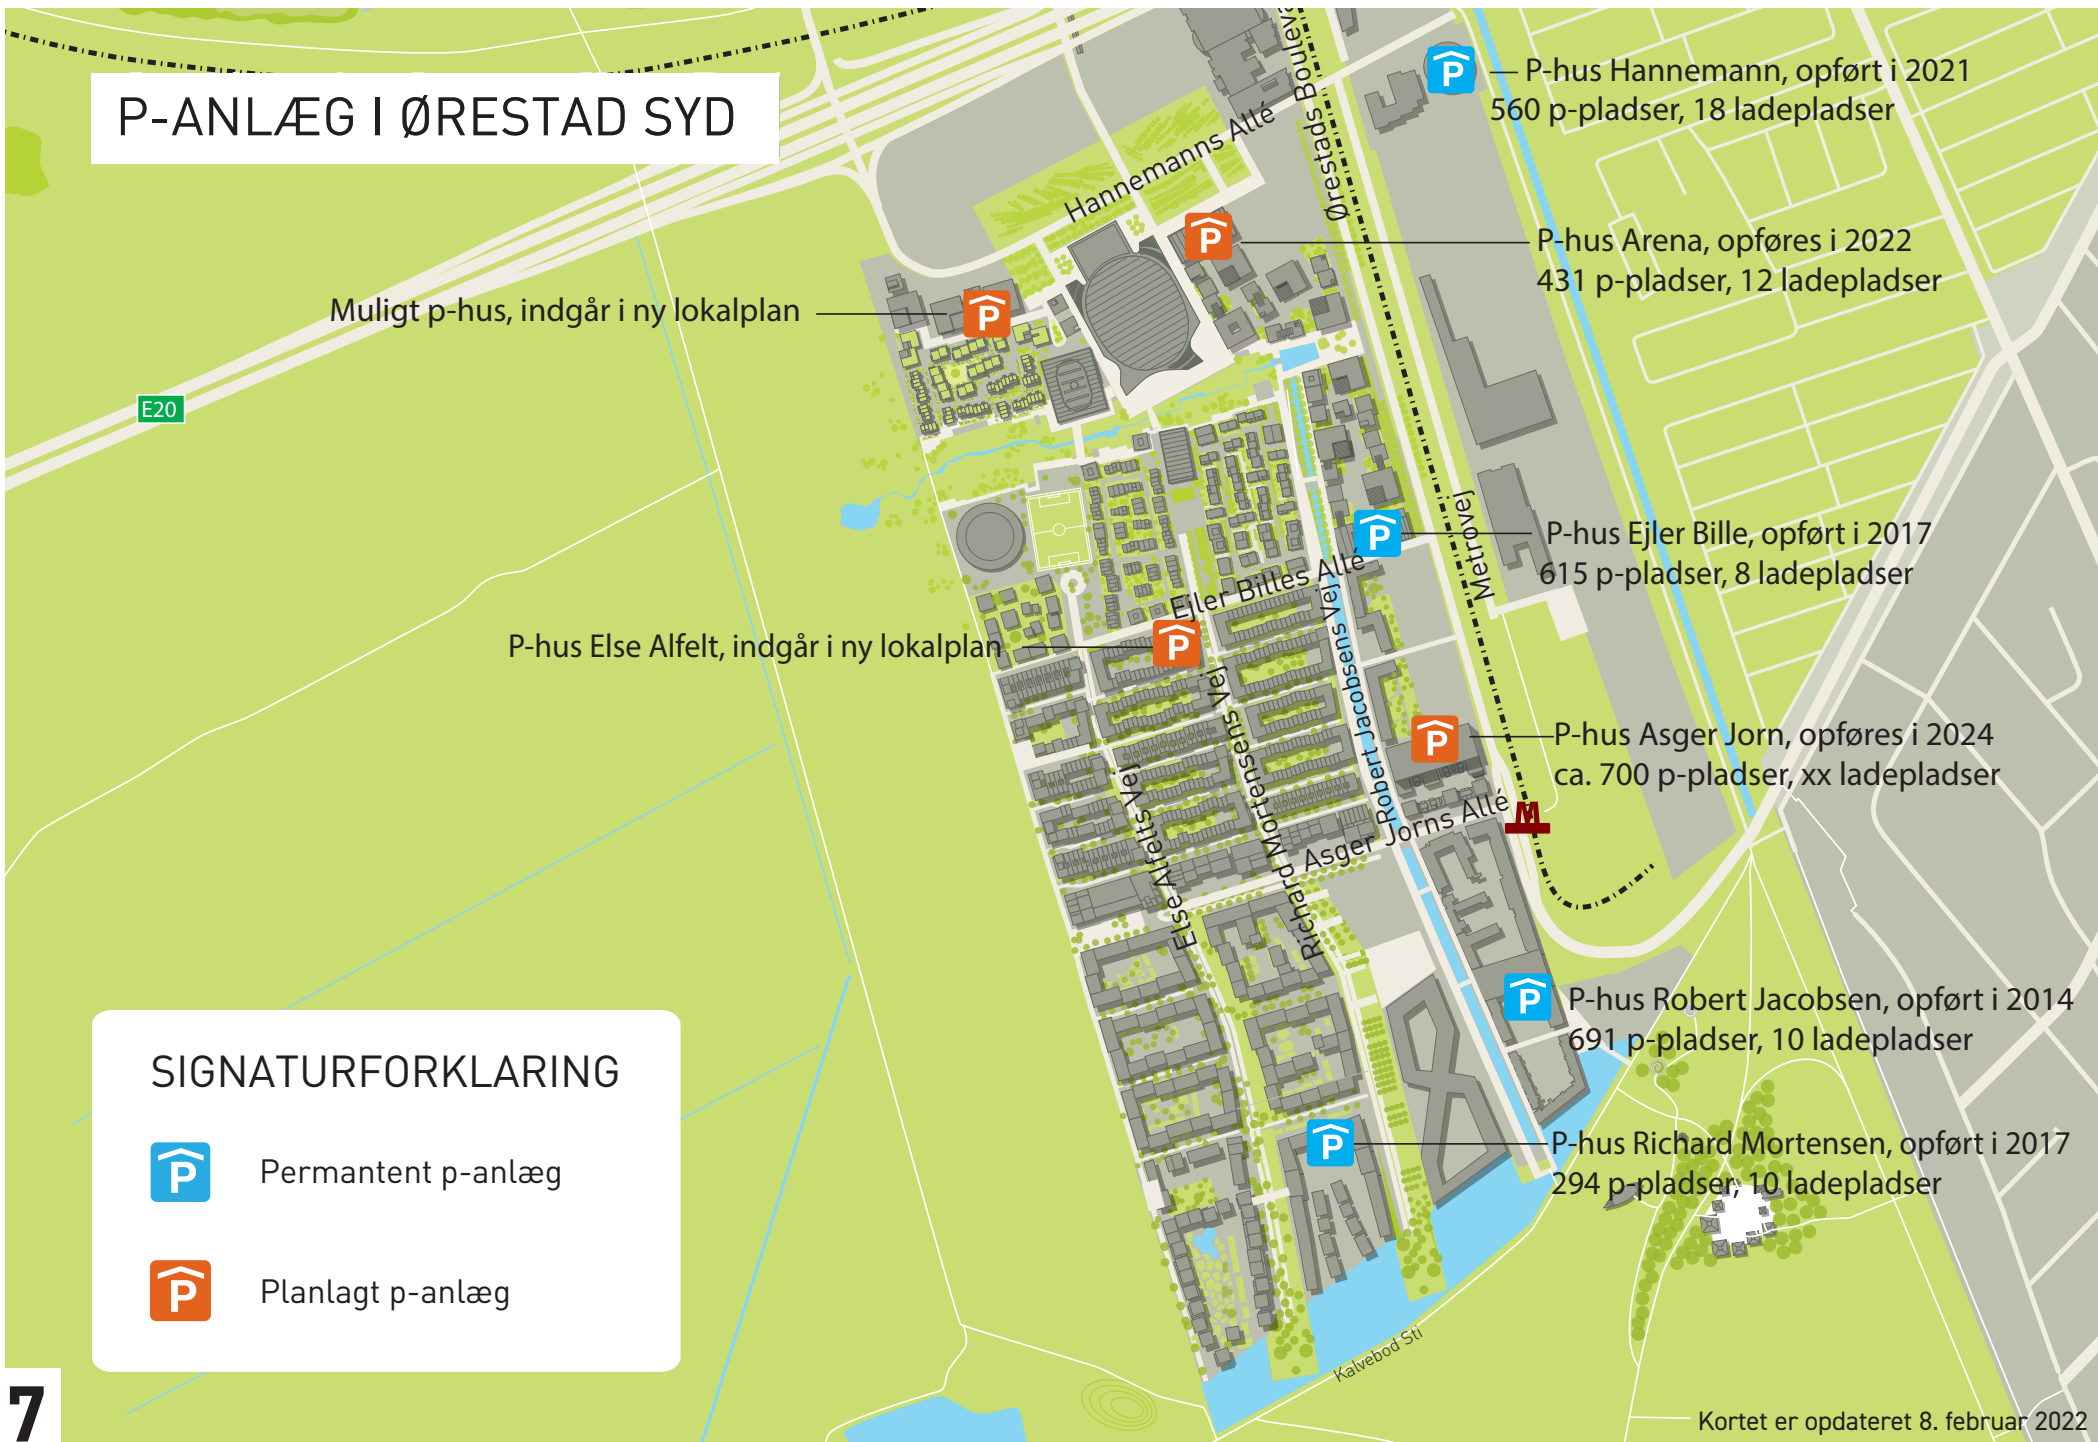 P-ANLÆG I ØRESTAD SYD
P-hus Hannemann, opført i 2021
560 p-pladser, 18 ladepladser
Hannemanns Allé
Ørestads Boulev
P-hus Arena, opføres i 2022
431 p-pladser, 12 ladepladser
Muligt p-hus, indgår i ny lokalplan
E20
Metrovej
P-hus Ejler Bille, opført i 2017
615 p-pladser, 8 ladepladser
Ejler Billes Allé
P-hus Else Alfelt, indgår i ny lokalplan
Robert Jacobsens Vej
Richard Mortensens Vej
Else Alfelts Vej
P-hus Asger Jorn, opføres i 2024
ca. 700 p-pladser, xx ladepladser
Asger Jorns Allé
M
P-hus Robert Jacobsen, opført i 2014
691 p-pladser, 10 ladepladser
P-hus Richard Mortensen, opført i 2017
294 p-pladser, 10 ladepladser
SIGNATURFORKLARING
P Permantent p-anlæg
P Planlagt p-anlæg
Kalvebod Sti
7
Kortet er opdateret 8. februar 2022